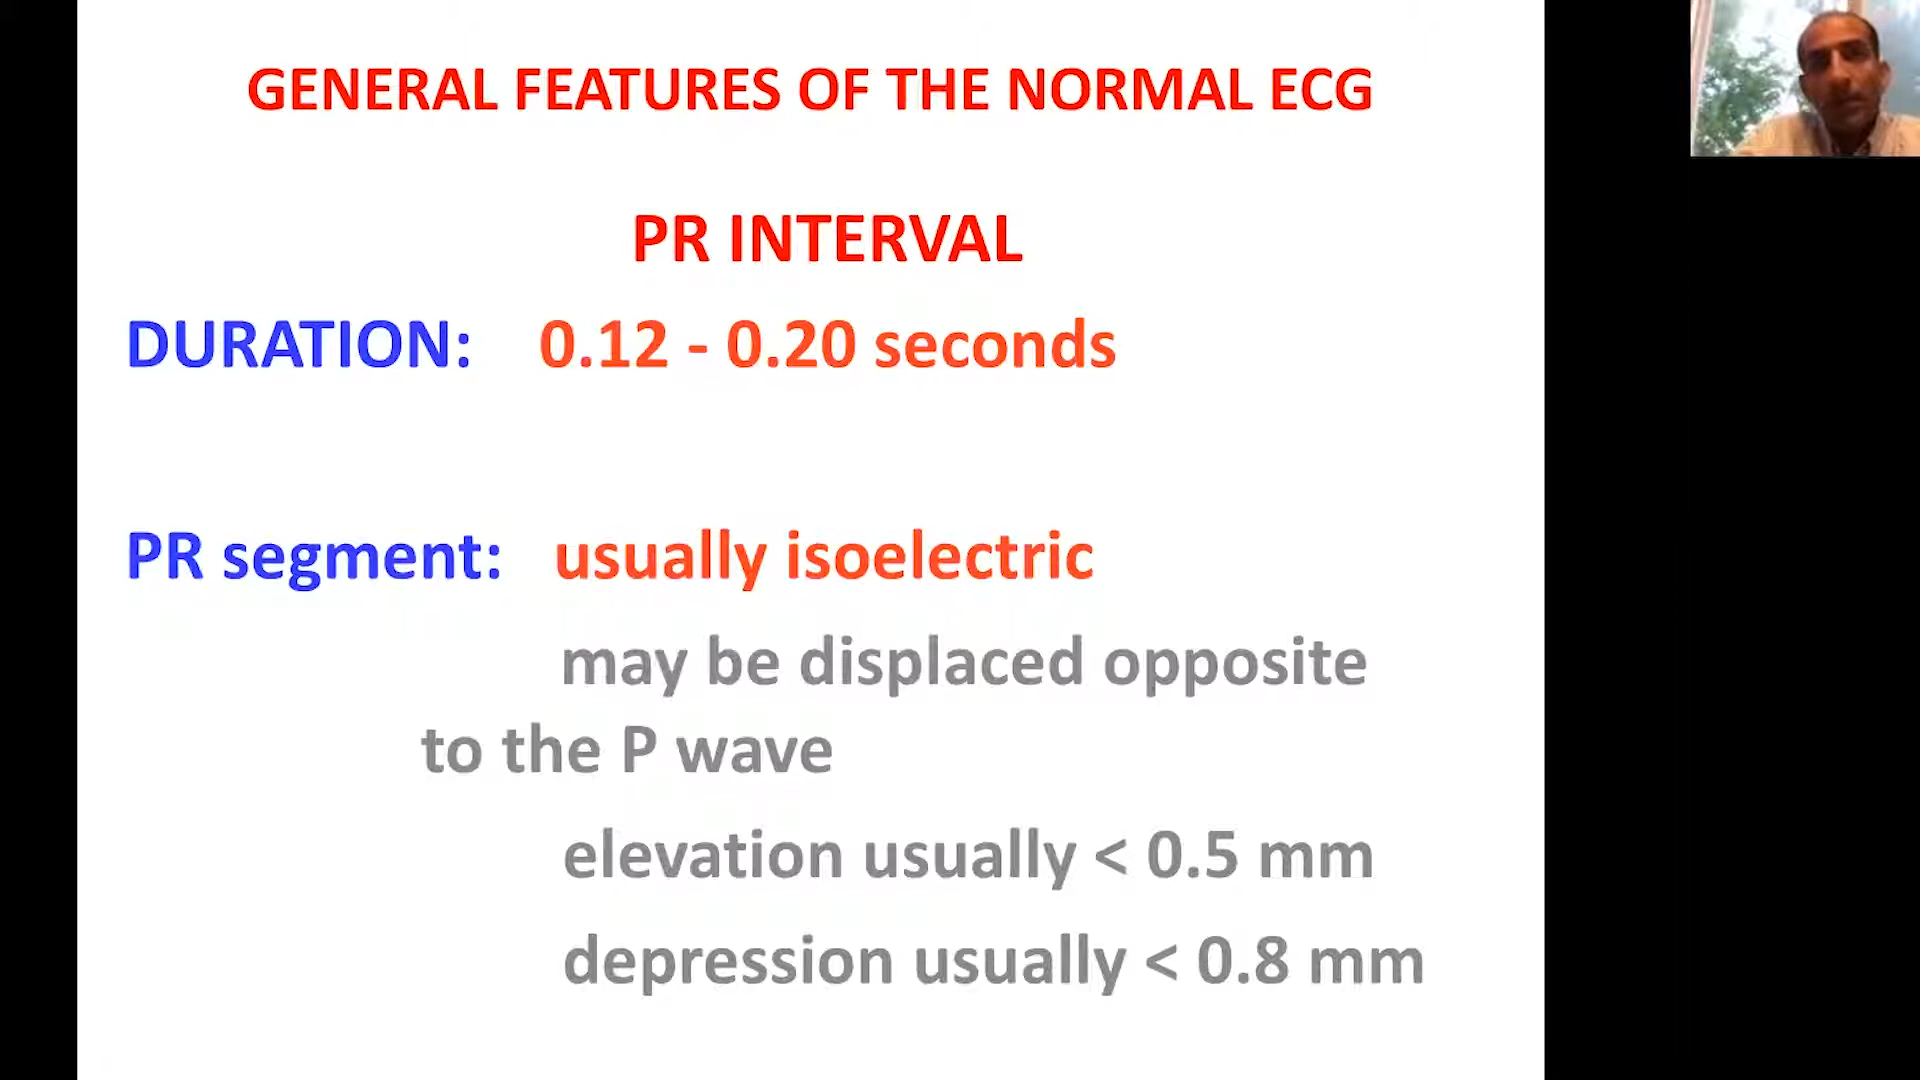 GENERAL FEATURES OF THE NORMAL ECG
PR INTERVAL
DURATION: 0.12 - 0.20 seconds
PR segment: usually isoelectric
may be displaced opposite
to the P wave
elevation usually < 0.5 mm
depression usually < 0.8 mm